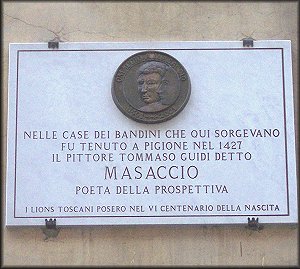 NELLE CASE DEI BANDINI CHE QUI SORGEVANO
FU TENUTO A PIGIONE NEL 1427
IL PITTORE TOMMASO GUIDI DETTO
MASACCIO
POETA DELLA PROSPETTIVA
I LIONS TOSCANI POSERO NEL VI CENTENARIO DELLA NASCITA